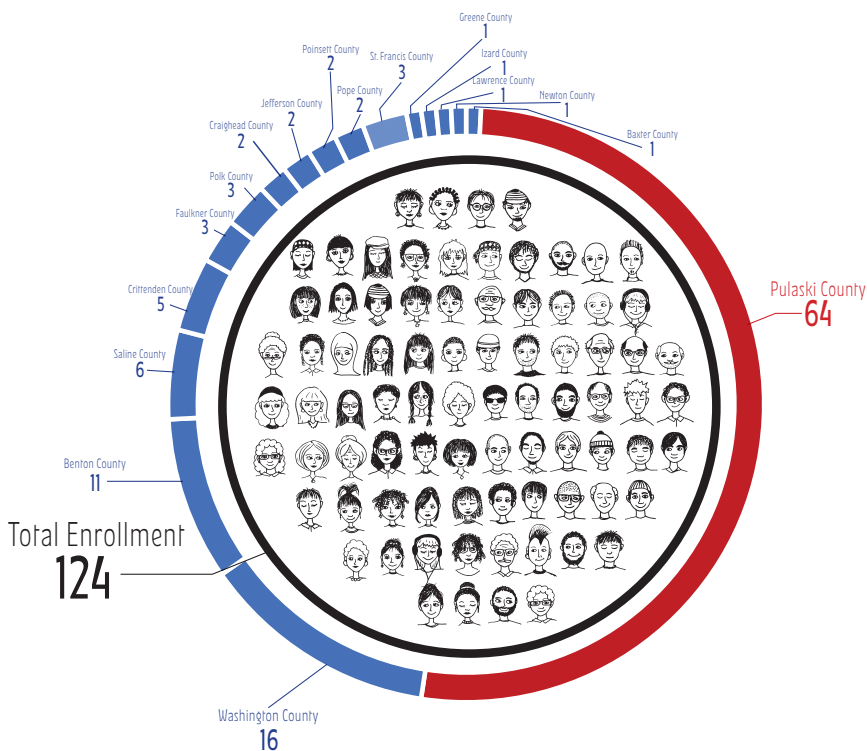 Greene County
1
Izard County
1
Lawrence County
1
Newton County
1
Baxter County
1
St. Francis County
3
Poinsett County
2
Pope County
2
Jefferson County
2
Craighead County
2
Polk County
3
Faulkner County
3
Crittenden County
5
Saline County
6
Benton County
11
Total Enrollment
124
Washington County
16
Pulaski County
64